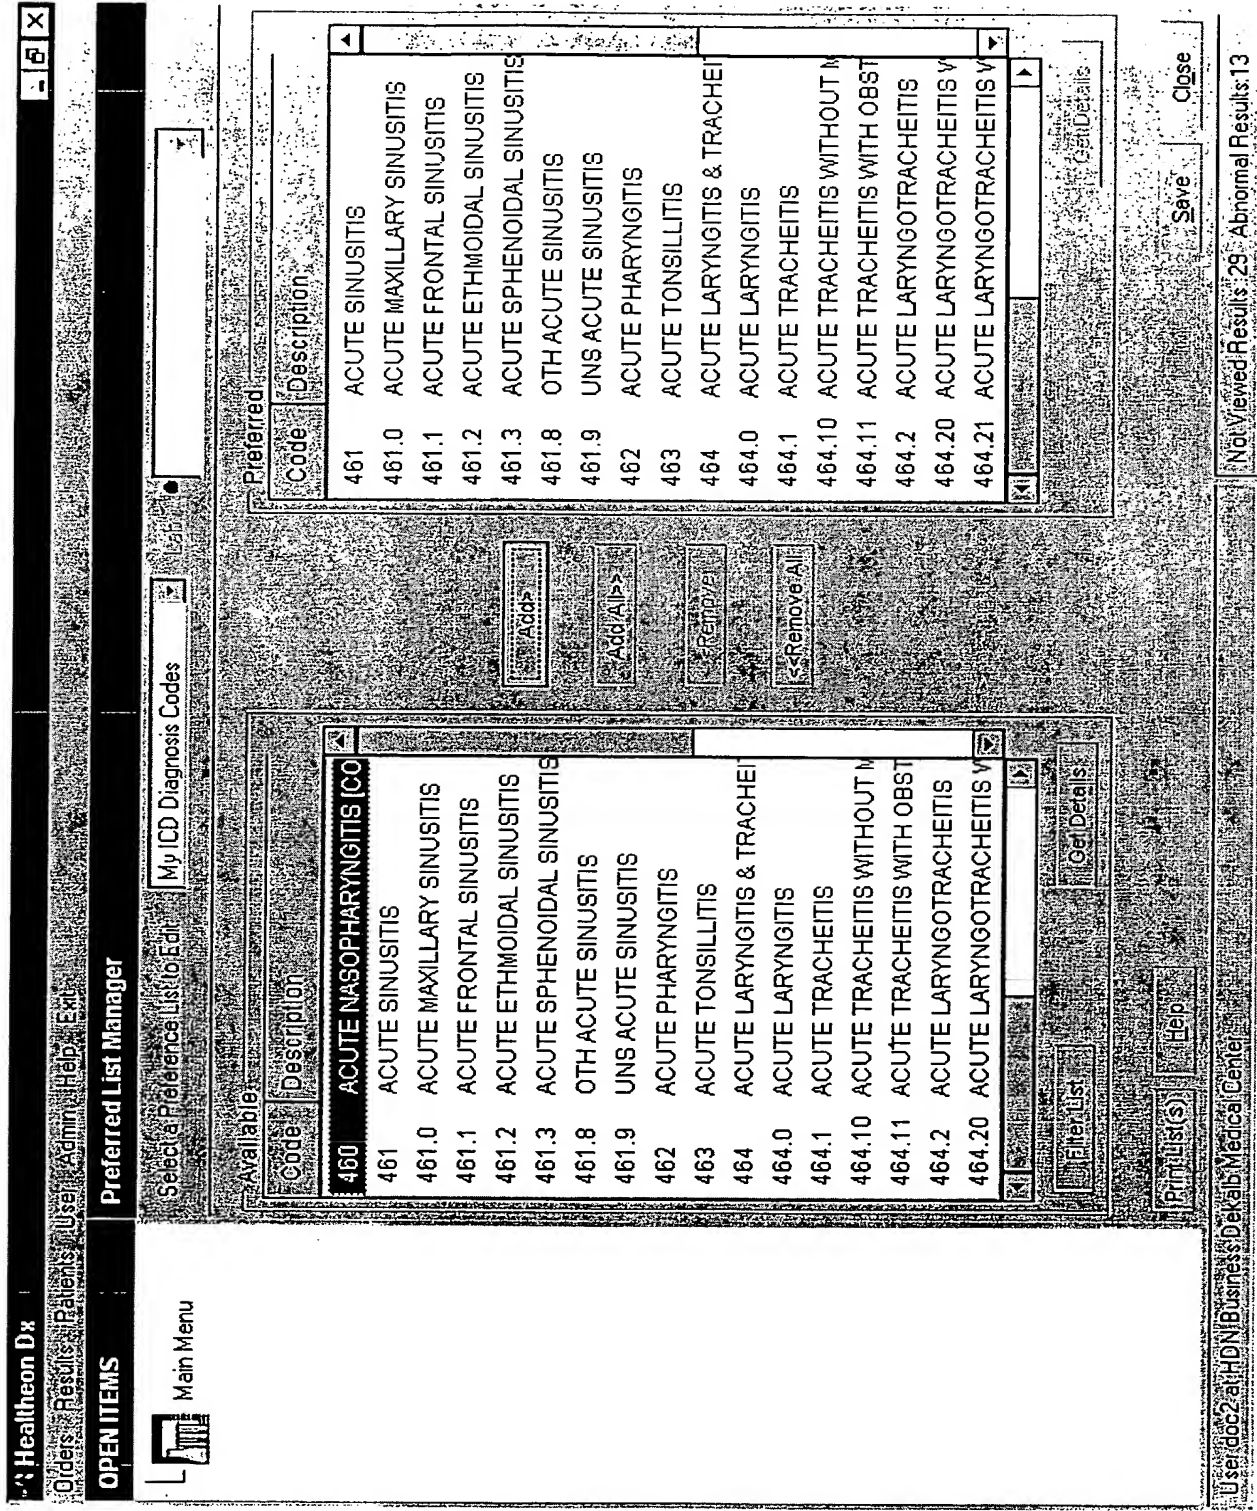 Healtheon Dx
Orders Results Patients User Admin Help Exit
OPEN ITEMS
Preferred List Manager
Main Menu
Select a Preference List to Edit
My ICD Diagnosis Codes
Lab
Available
Code Description
460 ACUTE NASOPHARYNGITIS (CO
461 ACUTE SINUSITIS
461.0 ACUTE MAXILLARY SINUSITIS
461.1 ACUTE FRONTAL SINUSITIS
461.2 ACUTE ETHMOIDAL SINUSITIS
461.3 ACUTE SPHENOIDAL SINUSITIS
461.8 OTH ACUTE SINUSITIS
461.9 UNS ACUTE SINUSITIS
462 ACUTE PHARYNGITIS
463 ACUTE TONSILLITIS
464 ACUTE LARYNGITIS & TRACHEIT
464.0 ACUTE LARYNGITIS
464.1 ACUTE TRACHEITIS
464.10 ACUTE TRACHEITIS WITHOUT M
464.11 ACUTE TRACHEITIS WITH OBST
464.2 ACUTE LARYNGOTRACHEITIS
464.20 ACUTE LARYNGOTRACHEITIS V
Filter List
Get Details
Add>
Add All>>
<Remove
<<Remove All
Preferred
Code Description
461 ACUTE SINUSITIS
461.0 ACUTE MAXILLARY SINUSITIS
461.1 ACUTE FRONTAL SINUSITIS
461.2 ACUTE ETHMOIDAL SINUSITIS
461.3 ACUTE SPHENOIDAL SINUSITIS
461.8 OTH ACUTE SINUSITIS
461.9 UNS ACUTE SINUSITIS
462 ACUTE PHARYNGITIS
463 ACUTE TONSILLITIS
464 ACUTE LARYNGITIS & TRACHEIT
464.0 ACUTE LARYNGITIS
464.1 ACUTE TRACHEITIS
464.10 ACUTE TRACHEITIS WITHOUT M
464.11 ACUTE TRACHEITIS WITH OBST
464.2 ACUTE LARYNGOTRACHEITIS
464.20 ACUTE LARYNGOTRACHEITIS V
464.21 ACUTE LARYNGOTRACHEITIS V
Get Details
Print List(s)
Help
Save
Close
User doc2 at HDN Business Dekalb Medical Center
Not Viewed Results: 29 Abnormal Results: 13